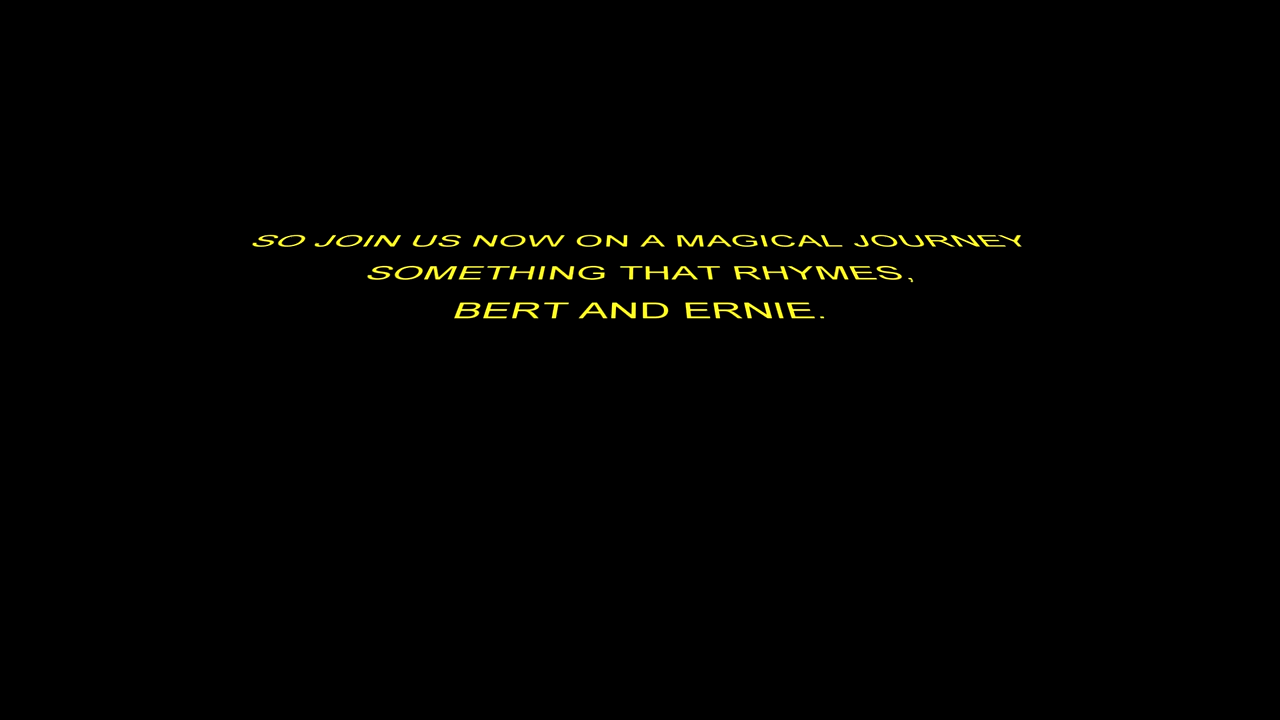 SO JOIN US NOW ON A MAGICAL JOURNEY
SOMETHING THAT RHYMES,
BERT AND ERNIE.